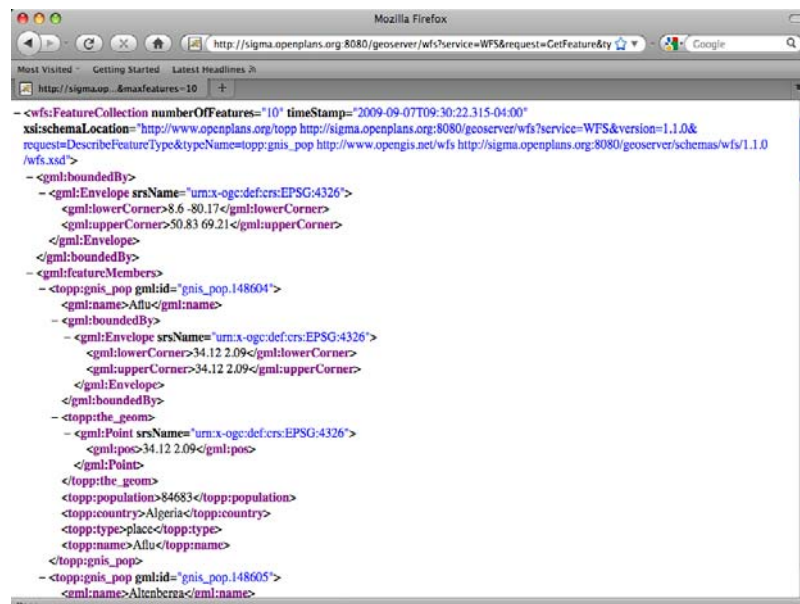 Mozilla Firefox
http://sigma.openplans.org:8080/geoserver/wfs?service=WFS&request=GetFeature&ty
Google
Most Visited Getting Started Latest Headlines
http://sigma.op...&maxfeatures=10 +
– <wfs:FeatureCollection numberOfFeatures="10" timeStamp="2009-09-07T09:30:22.315-04:00"
xsi:schemaLocation="http://www.openplans.org/topp http://sigma.openplans.org:8080/geoserver/wfs?service=WFS&version=1.1.0&
request=DescribeFeatureType&typeName=topp:gnis_pop http://www.opengis.net/wfs http://sigma.openplans.org:8080/geoserver/schemas/wfs/1.1.0
/wfs.xsd">
– <gml:boundedBy>
– <gml:Envelope srsName="urn:x-ogc:def:crs:EPSG:4326">
<gml:lowerCorner>8.6 -80.17</gml:lowerCorner>
<gml:upperCorner>50.83 69.21</gml:upperCorner>
</gml:Envelope>
</gml:boundedBy>
– <gml:featureMembers>
– <topp:gnis_pop gml:id="gnis_pop.148604">
<gml:name>Aflu</gml:name>
– <gml:boundedBy>
– <gml:Envelope srsName="urn:x-ogc:def:crs:EPSG:4326">
<gml:lowerCorner>34.12 2.09</gml:lowerCorner>
<gml:upperCorner>34.12 2.09</gml:upperCorner>
</gml:Envelope>
</gml:boundedBy>
– <topp:the_geom>
– <gml:Point srsName="urn:x-ogc:def:crs:EPSG:4326">
<gml:pos>34.12 2.09</gml:pos>
</gml:Point>
</topp:the_geom>
<topp:population>84683</topp:population>
<topp:country>Algeria</topp:country>
<topp:type>place</topp:type>
<topp:name>Aflu</topp:name>
</topp:gnis_pop>
– <topp:gnis_pop gml:id="gnis_pop.148605">
<gml:name>Altenberga</gml:name>